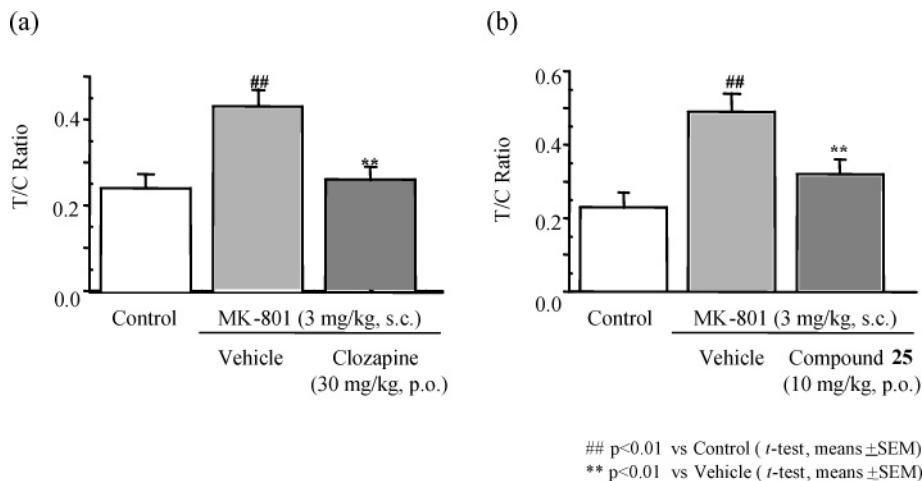 (a)
##
**
T/C Ratio
0.4
0.2
0.0
Control
MK-801 (3 mg/kg, s.c.)
Vehicle
Clozapine
(30 mg/kg, p.o.)
(b)
##
**
T/C Ratio
0.6
0.4
0.2
0.0
Control
MK-801 (3 mg/kg, s.c.)
Vehicle
Compound 25
(10 mg/kg, p.o.)
## p<0.01 vs Control ( t-test, means ±SEM)
** p<0.01 vs Vehicle ( t-test, means ±SEM)